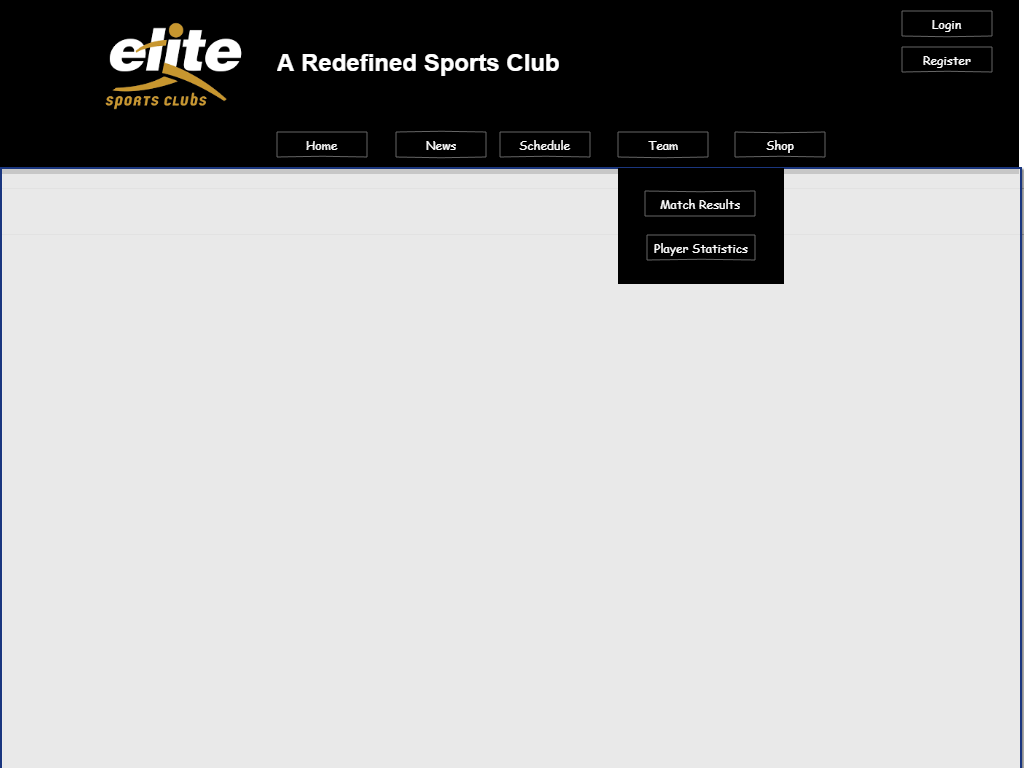 elite
SPORTS CLUBS
A Redefined Sports Club
Login
Register
Home
News
Schedule
Team
Shop
Match Results
Player Statistics